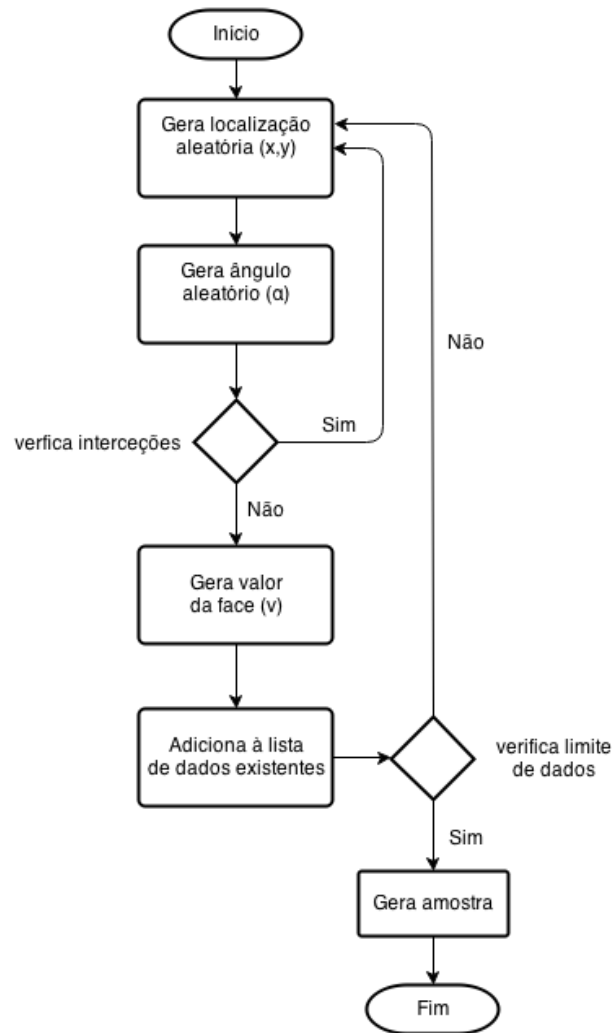 Início
Gera localização
aleatória (x,y)
Gera ângulo
aleatório (α)
Não
Sim
verfica interceções
Não
Gera valor
da face (v)
Adiciona à lista
de dados existentes
verifica limite
de dados
Sim
Gera amostra
Fim